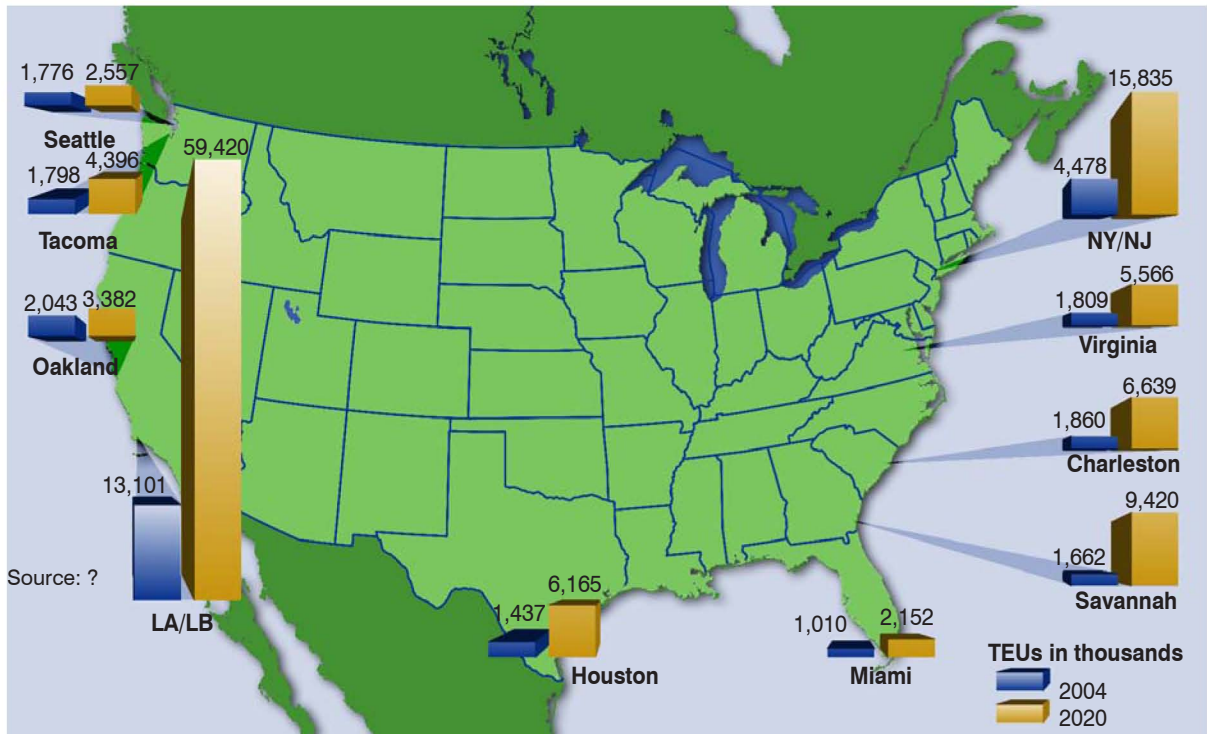 1,776 2,557
Seattle
1,798 4,396
Tacoma
2,043 3,382
Oakland
59,420
13,101
LA/LB
Source: ?
1,437 6,165
Houston
1,010 2,152
Miami
15,835
4,478
NY/NJ
5,566
1,809
Virginia
6,639
1,860
Charleston
9,420
1,662
Savannah
TEUs in thousands
2004
2020